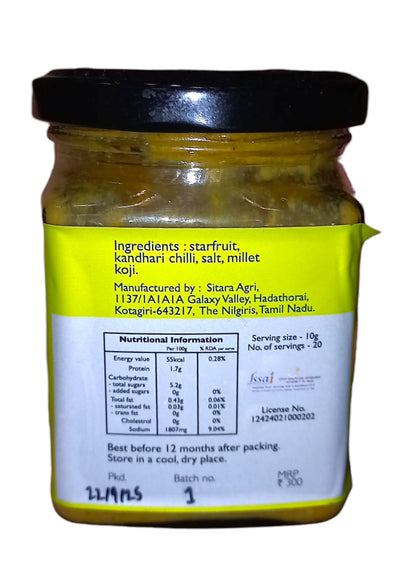 Ingredients : starfruit,
kandhari chilli, salt, millet
koji.
Manufactured by : Sitara Agri,
1137/1A1A1A Galaxy Valley, Hadathorai,
Kotagiri-643217, The Nilgiris, Tamil Nadu.
Nutritional Information
Per 100g % RDA per serve
Energy value 55kcal 0.28%
Protein 1.7g
Carbohydrate
- total sugars 5.2g
- added sugars 0g 0%
Total fat 0.43g 0.06%
- saturated fat 0.03g 0.01%
- trans fat 0g 0%
Cholestrol 0g 0%
Sodium 1807mg 9.04%
Serving size - 10g
No. of servings - 20
fssai
License No.
12424021000202
Best before 12 months after packing.
Store in a cool, dry place.
Pkd. Batch no. MRP
22/9/25 1 ₹ 300